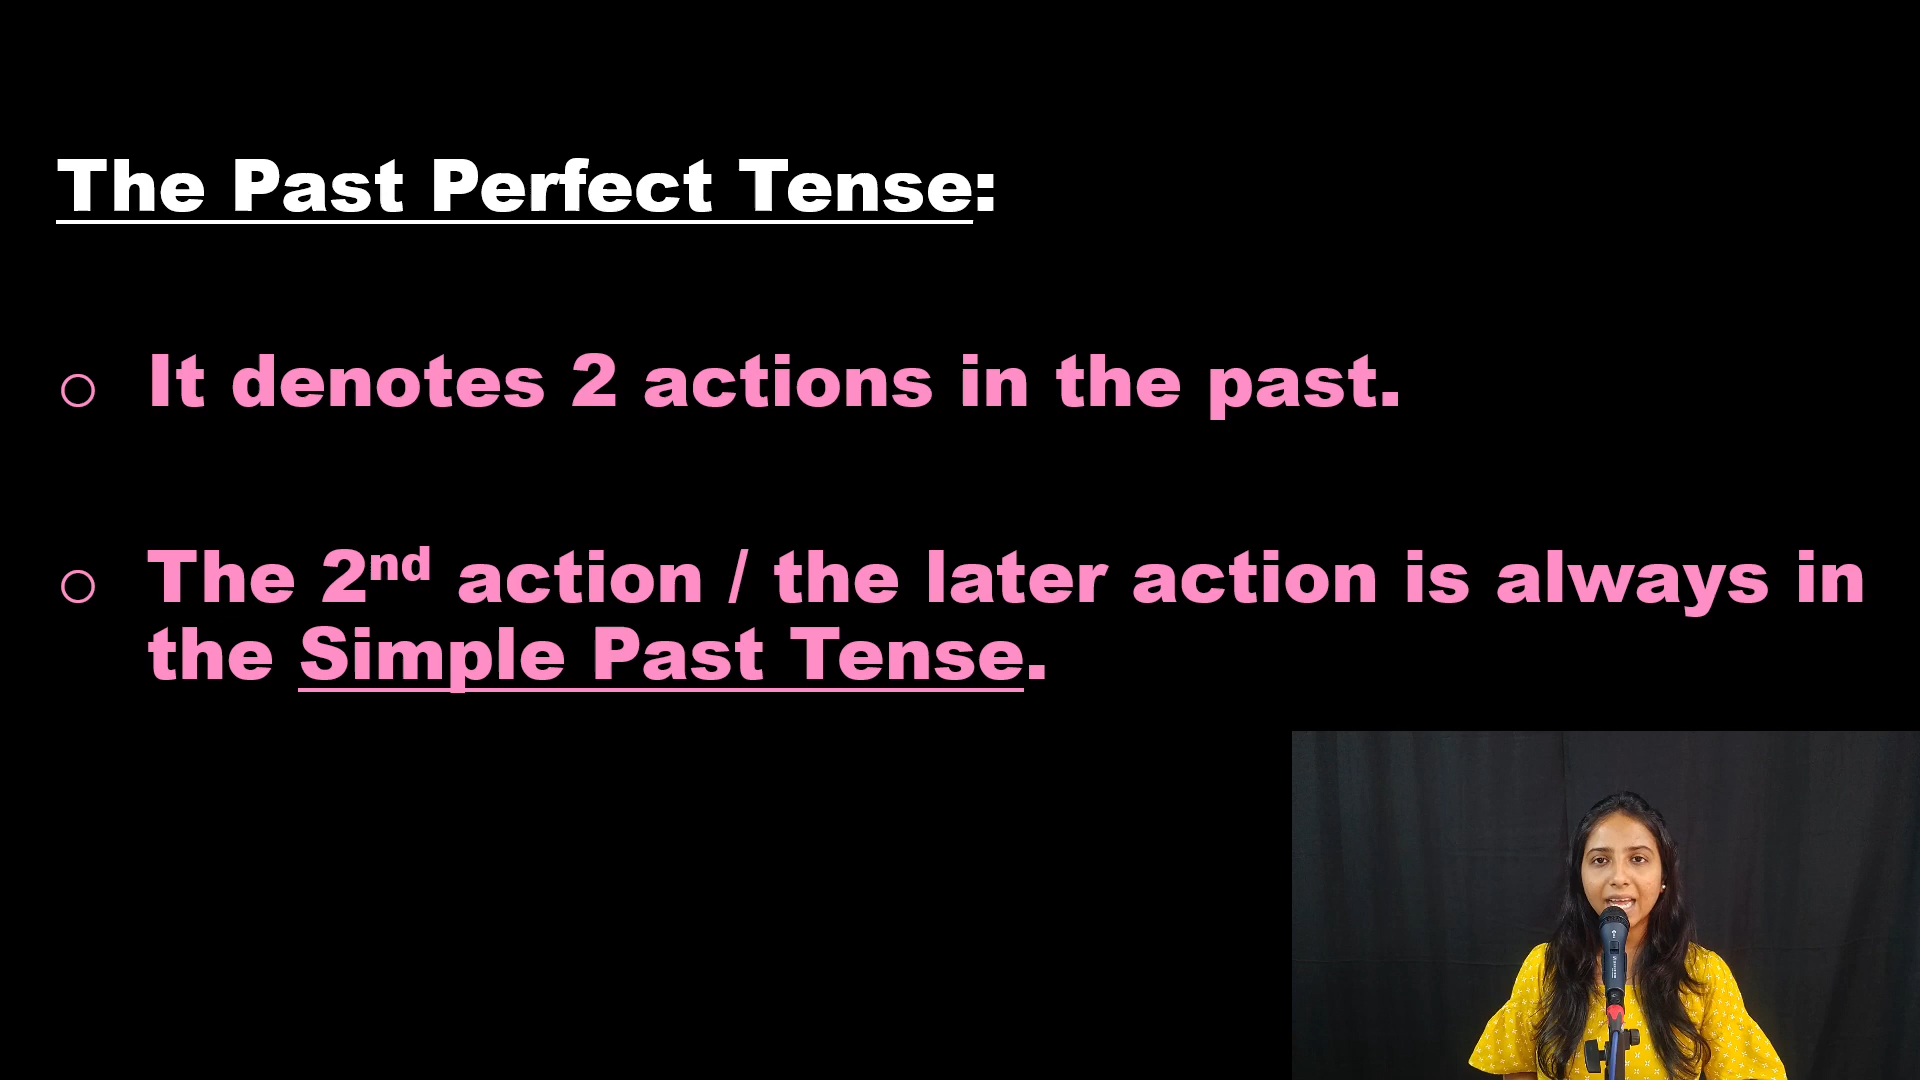 The Past Perfect Tense:
o It denotes 2 actions in the past.
o The 2nd action / the later action is always in
the Simple Past Tense.